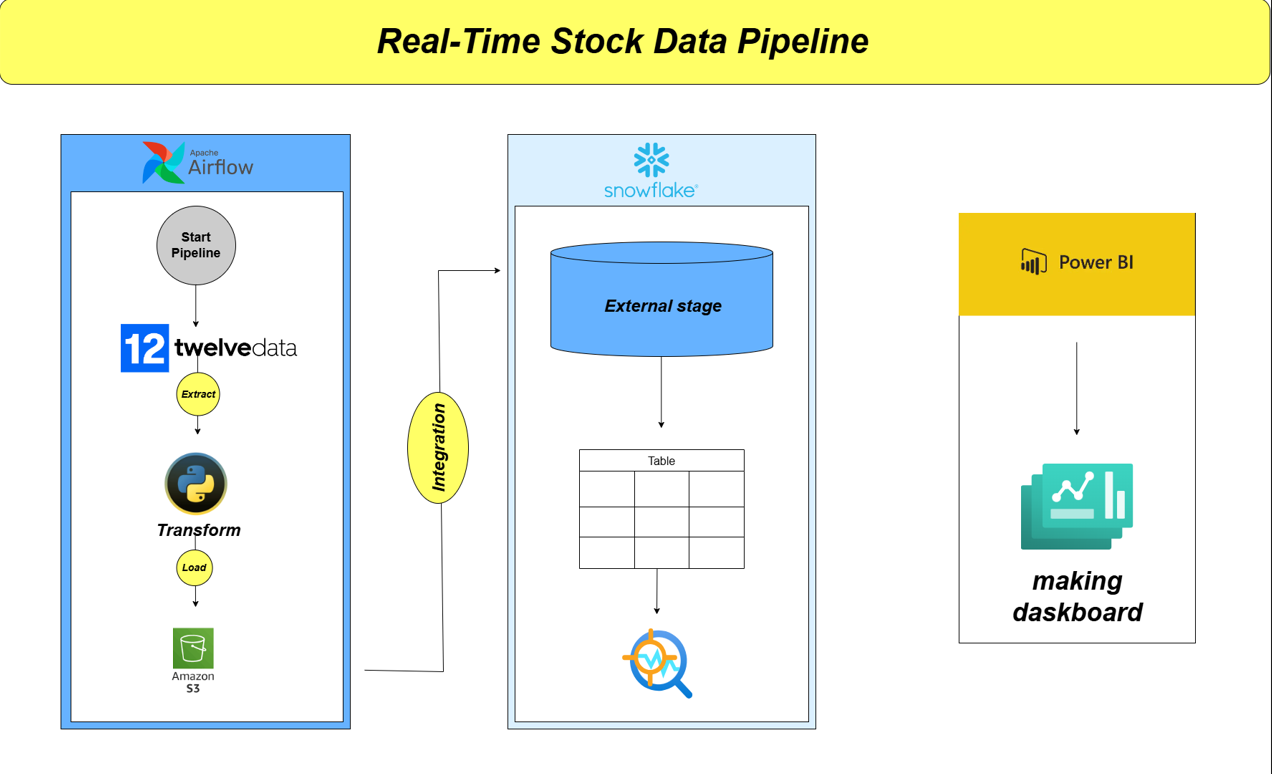 Real-Time Stock Data Pipeline
Apache
Airflow
Start
Pipeline
12 twelvedata
Extract
Transform
Load
Amazon
S3
Integration
snowflake®
External stage
Table
Power BI
making
daskboard